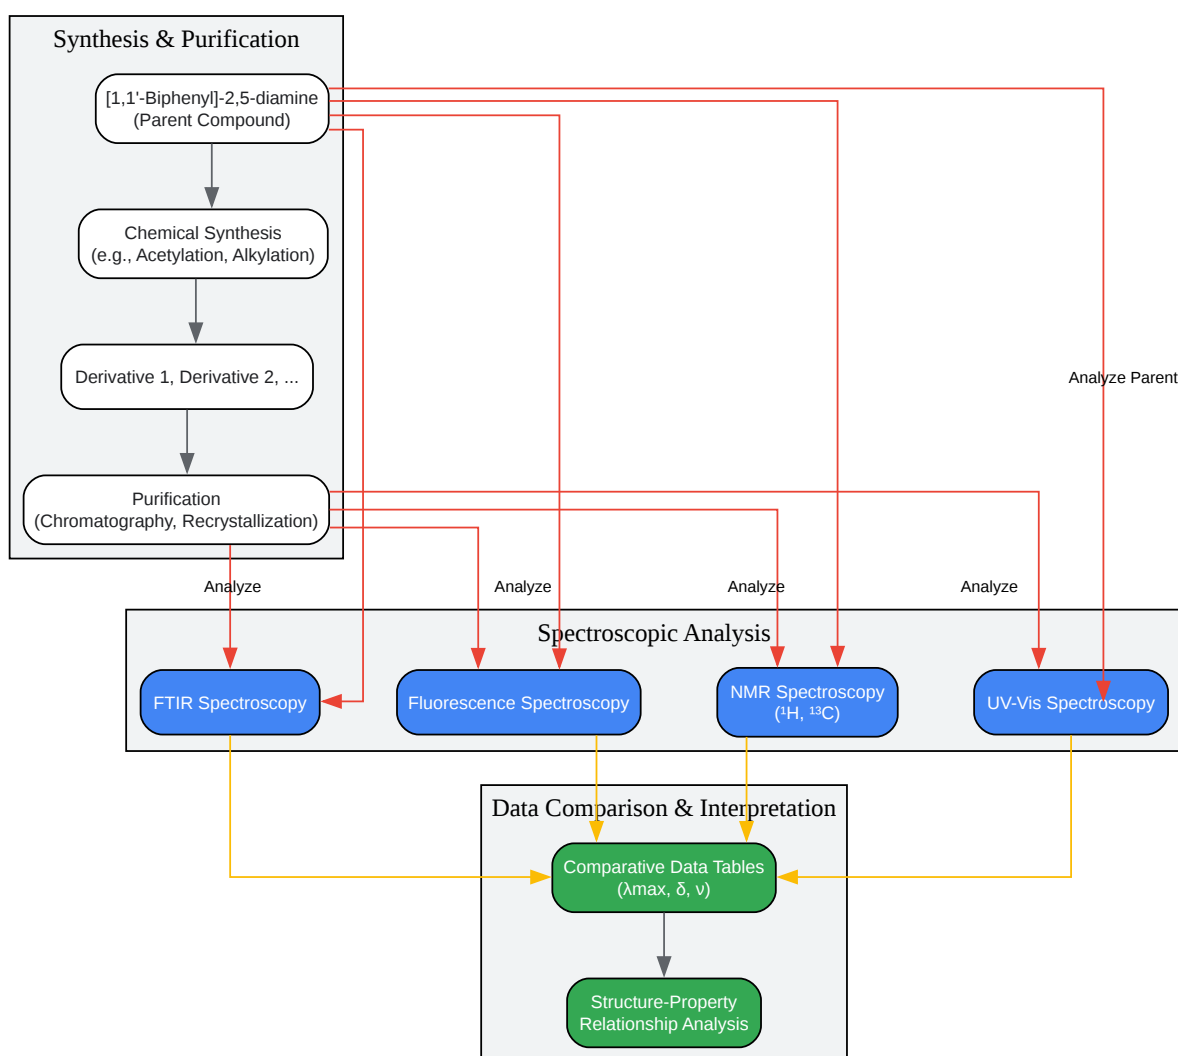 Synthesis & Purification
[1,1'-Biphenyl]-2,5-diamine
(Parent Compound)
Chemical Synthesis
(e.g., Acetylation, Alkylation)
Derivative 1, Derivative 2, ...
Analyze Parent
Purification
(Chromatography, Recrystallization)
Analyze
Analyze
Analyze
Analyze
Spectroscopic Analysis
FTIR Spectroscopy
Fluorescence Spectroscopy
NMR Spectroscopy
(¹H, ¹³C)
UV-Vis Spectroscopy
Data Comparison & Interpretation
Comparative Data Tables
(λmax, δ, ν)
Structure-Property
Relationship Analysis